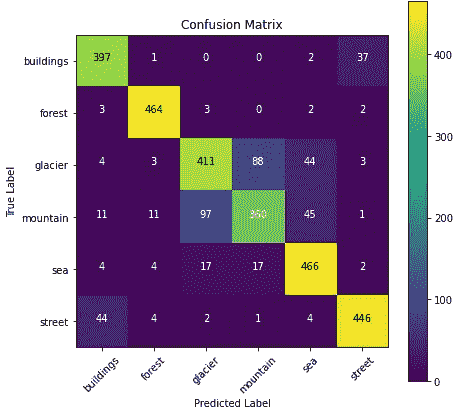 Confusion Matrix
400
300
200
100
0
True Label
buildings 397 1 0 0 2 37
forest 3 464 3 0 2 2
glacier 4 3 411 88 44 3
mountain 11 11 97 45 1
sea 4 4 17 17 466 2
street 44 4 2 1 4 446
buildings forest glacier mountain sea street
Predicted Label